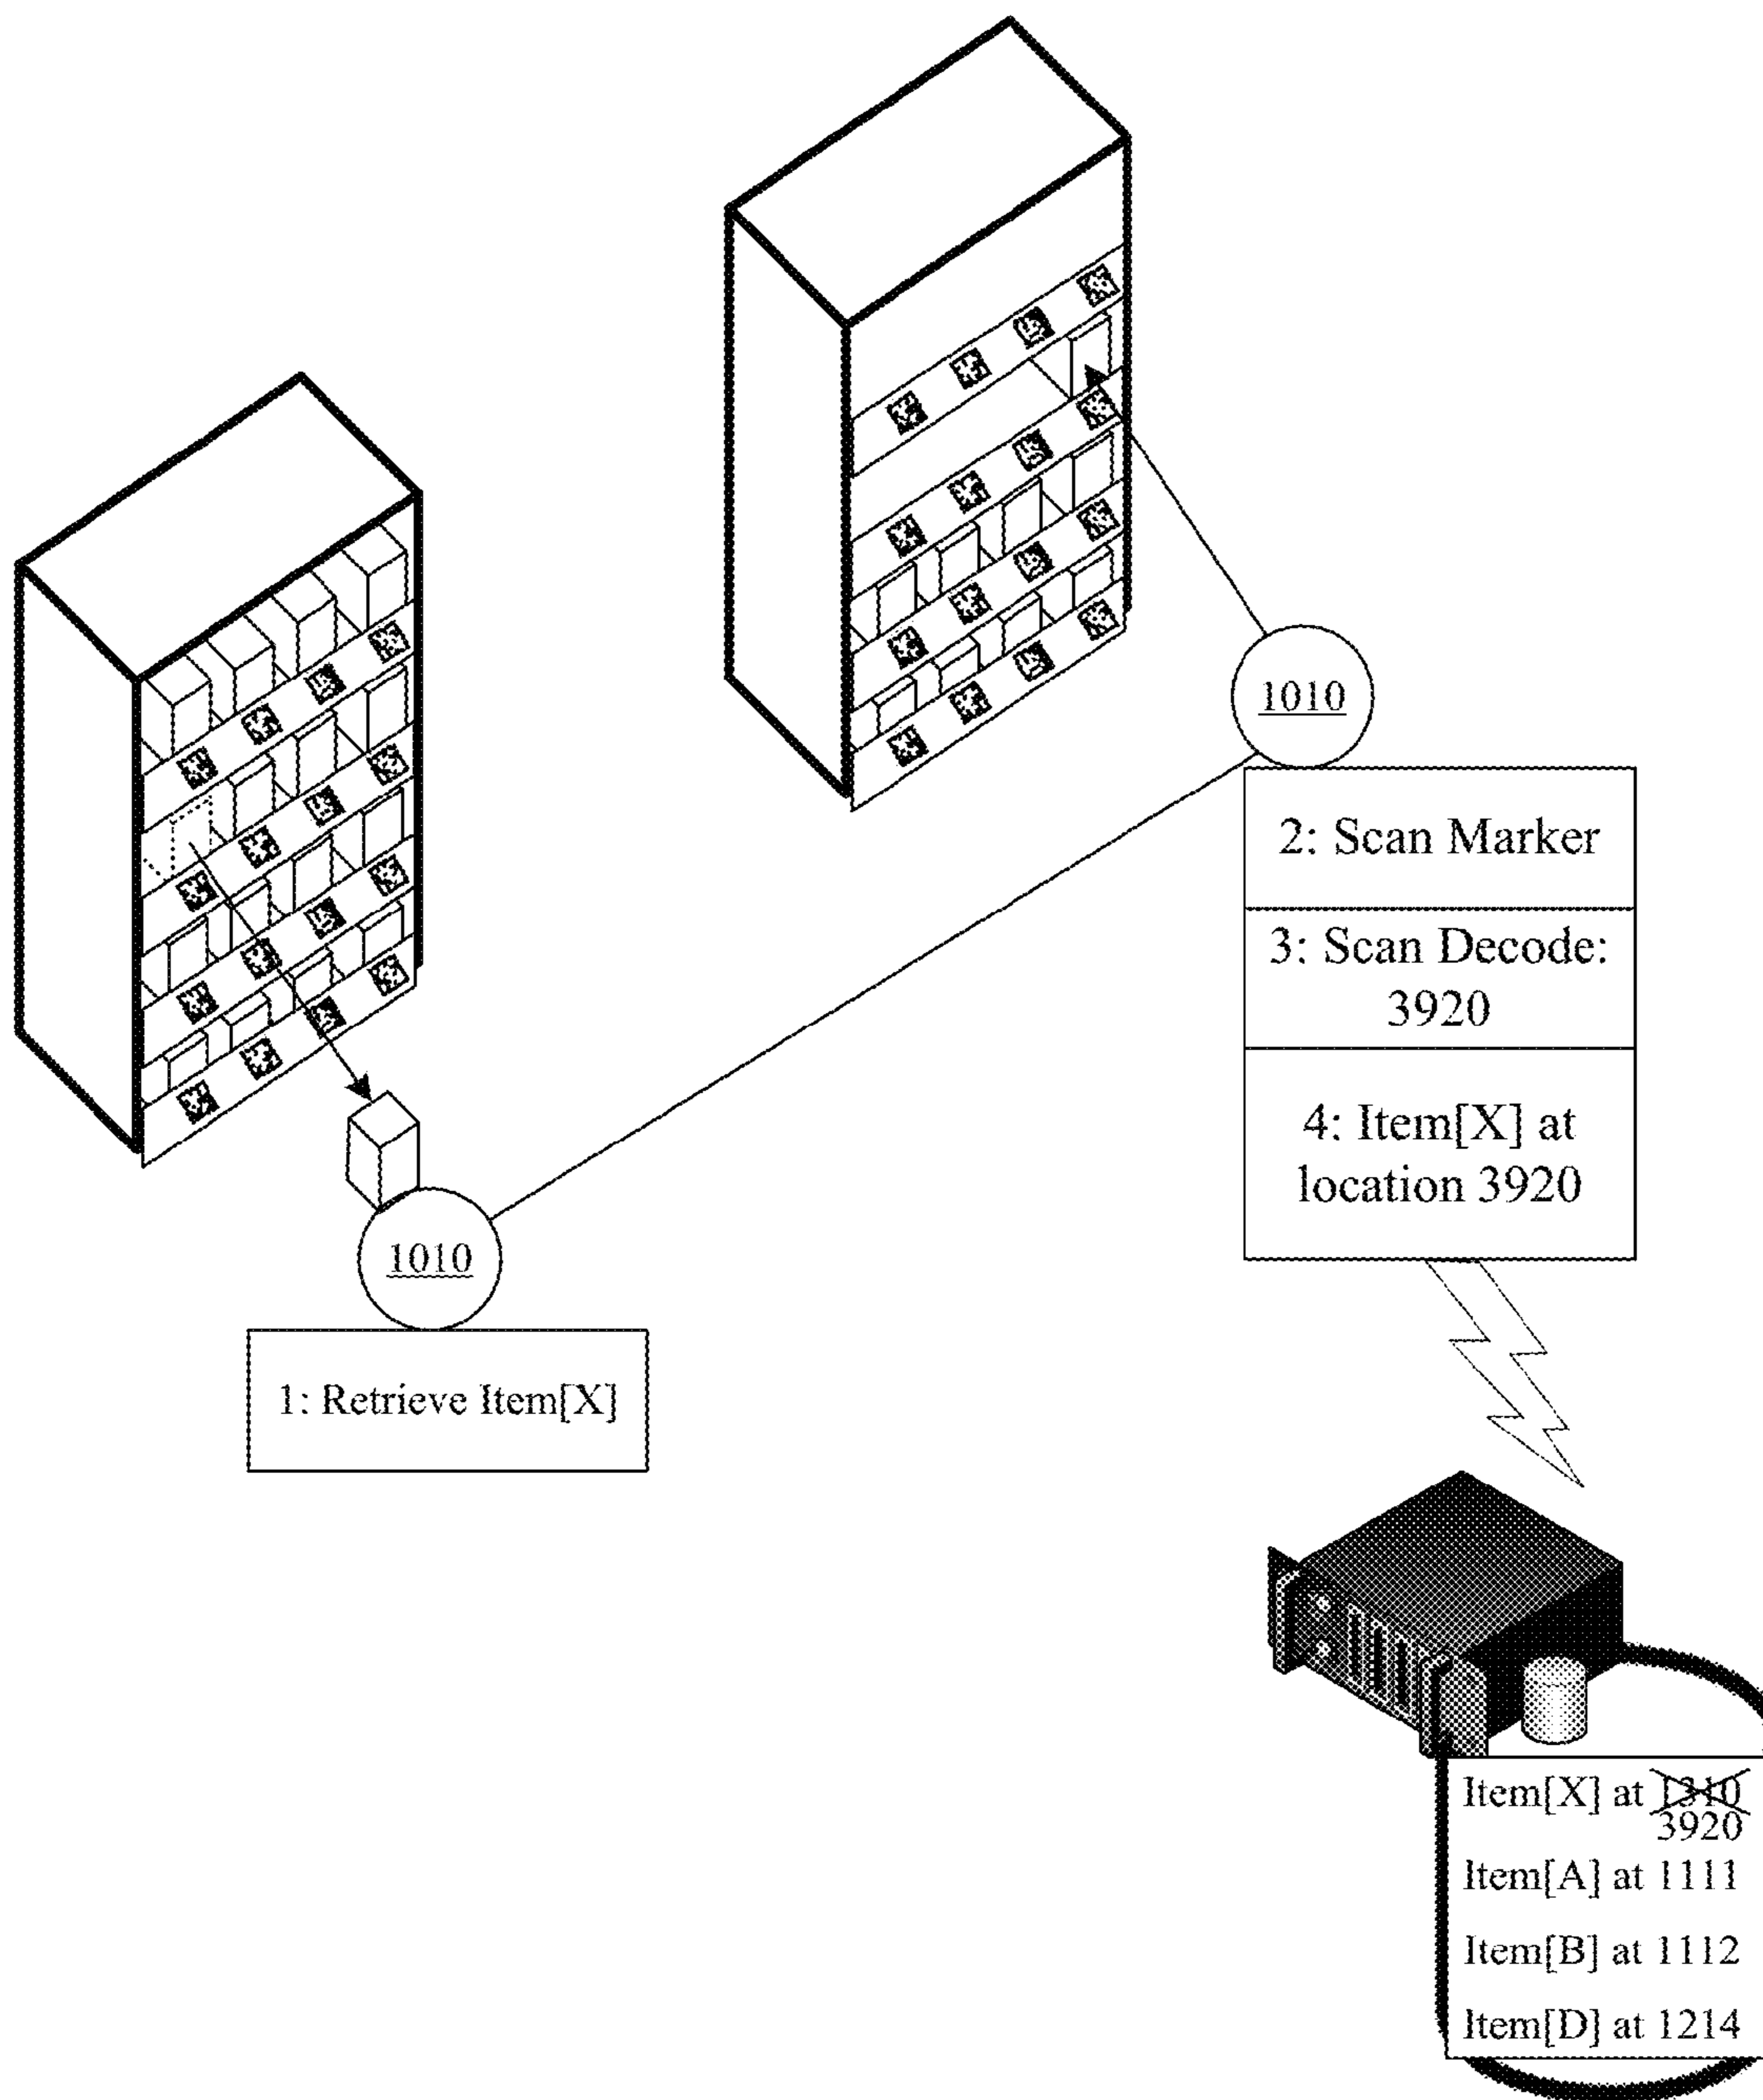 1010
2: Scan Marker
3: Scan Decode:
3920
4: Item[X] at
location 3920
1010
1: Retrieve Item[X]
Item[X] at 1310
3920
Item[A] at 1111
Item[B] at 1112
Item[D] at 1214